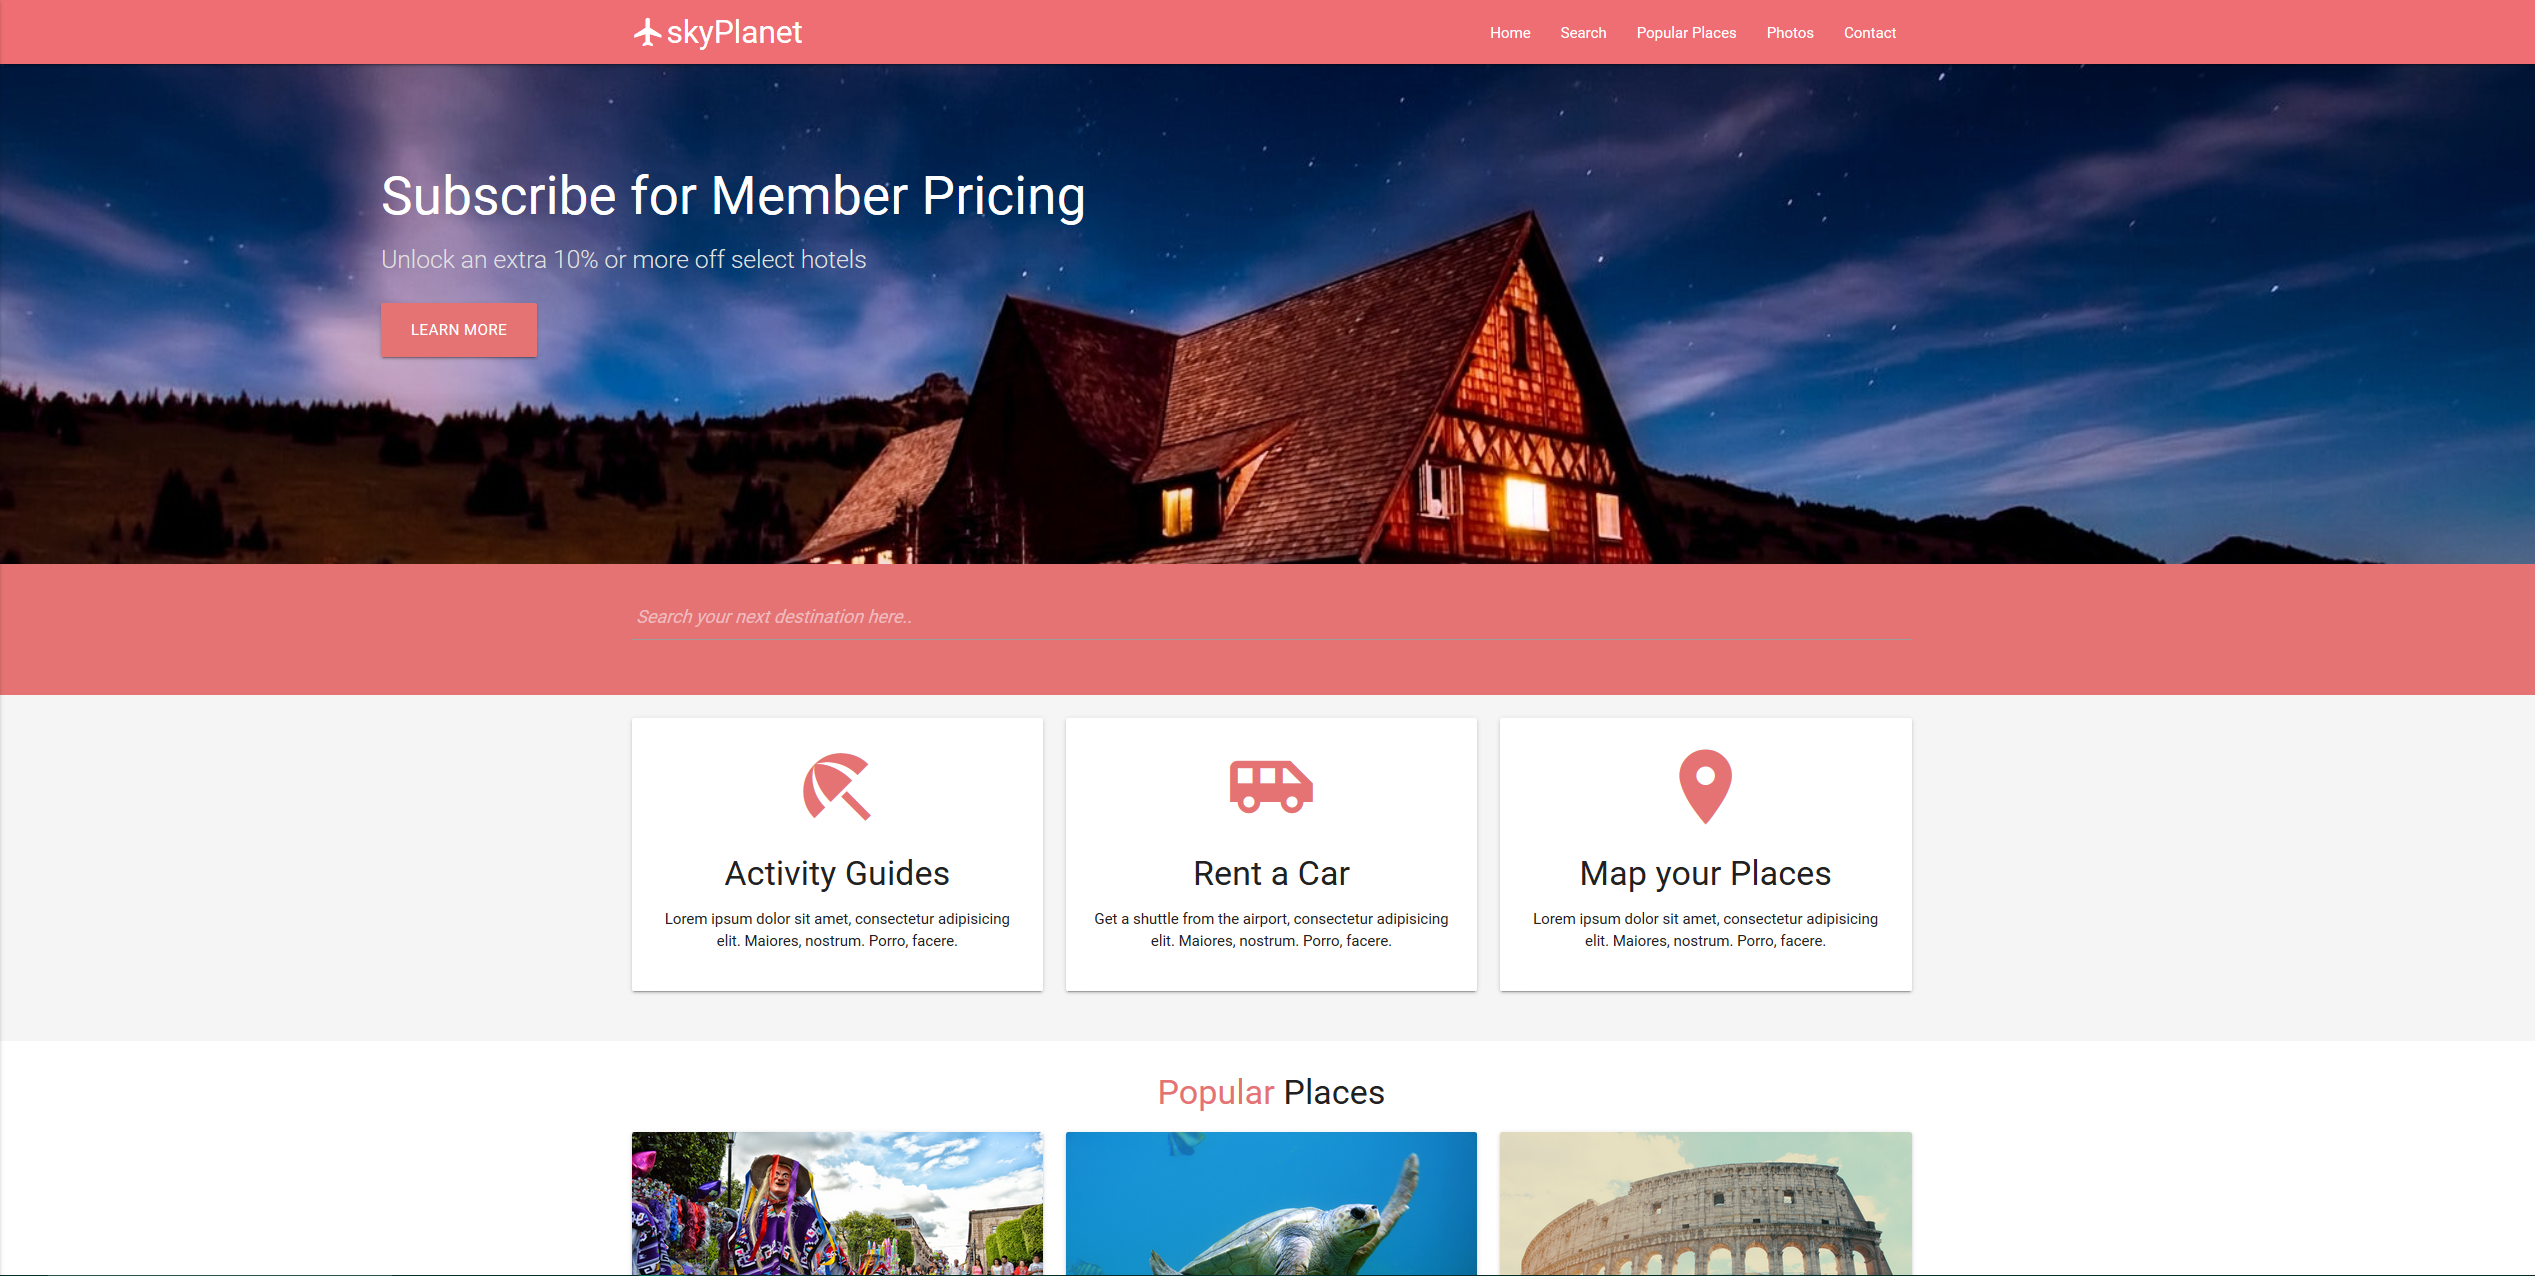 skyPlanet
Home Search Popular Places Photos Contact
Subscribe for Member Pricing
Unlock an extra 10% or more off select hotels
LEARN MORE
Search your next destination here..
Activity Guides
Lorem ipsum dolor sit amet, consectetur adipisicing
elit. Maiores, nostrum. Porro, facere.
Rent a Car
Get a shuttle from the airport, consectetur adipisicing
elit. Maiores, nostrum. Porro, facere.
Map your Places
Lorem ipsum dolor sit amet, consectetur adipisicing
elit. Maiores, nostrum. Porro, facere.
Popular Places